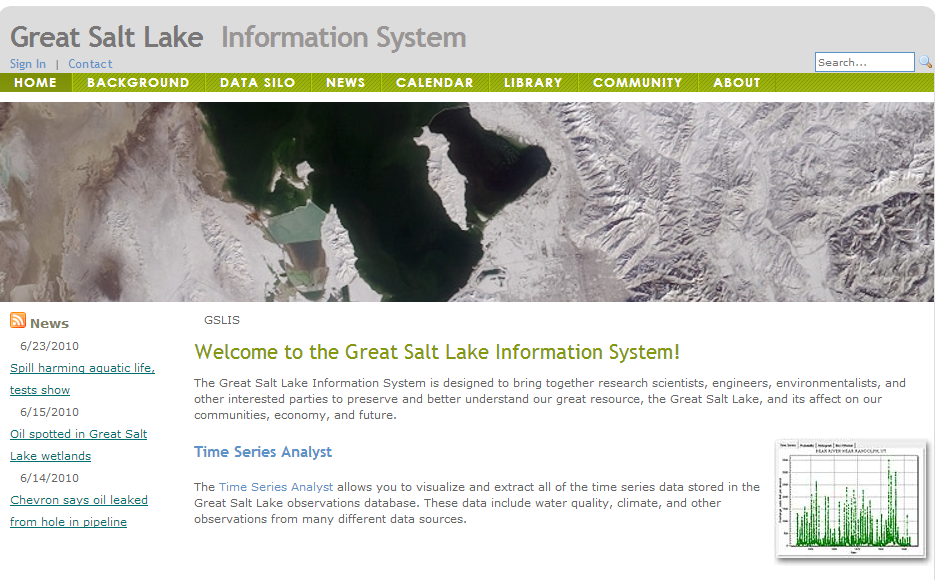 Great Salt Lake Information System
Sign In | Contact
Search...
HOME BACKGROUND DATA SILO NEWS CALENDAR LIBRARY COMMUNITY ABOUT
News
6/23/2010
Spill harming aquatic life,
tests show
6/15/2010
Oil spotted in Great Salt
Lake wetlands
6/14/2010
Chevron says oil leaked
from hole in pipeline
GSLIS
Welcome to the Great Salt Lake Information System!
The Great Salt Lake Information System is designed to bring together research scientists, engineers, environmentalists, and
other interested parties to preserve and better understand our great resource, the Great Salt Lake, and its affect on our
communities, economy, and future.
Time Series Analyst
The Time Series Analyst allows you to visualize and extract all of the time series data stored in the
Great Salt Lake observations database. These data include water quality, climate, and other
observations from many different data sources.
BEAR RIVER NEAR RANDOLPH, UT